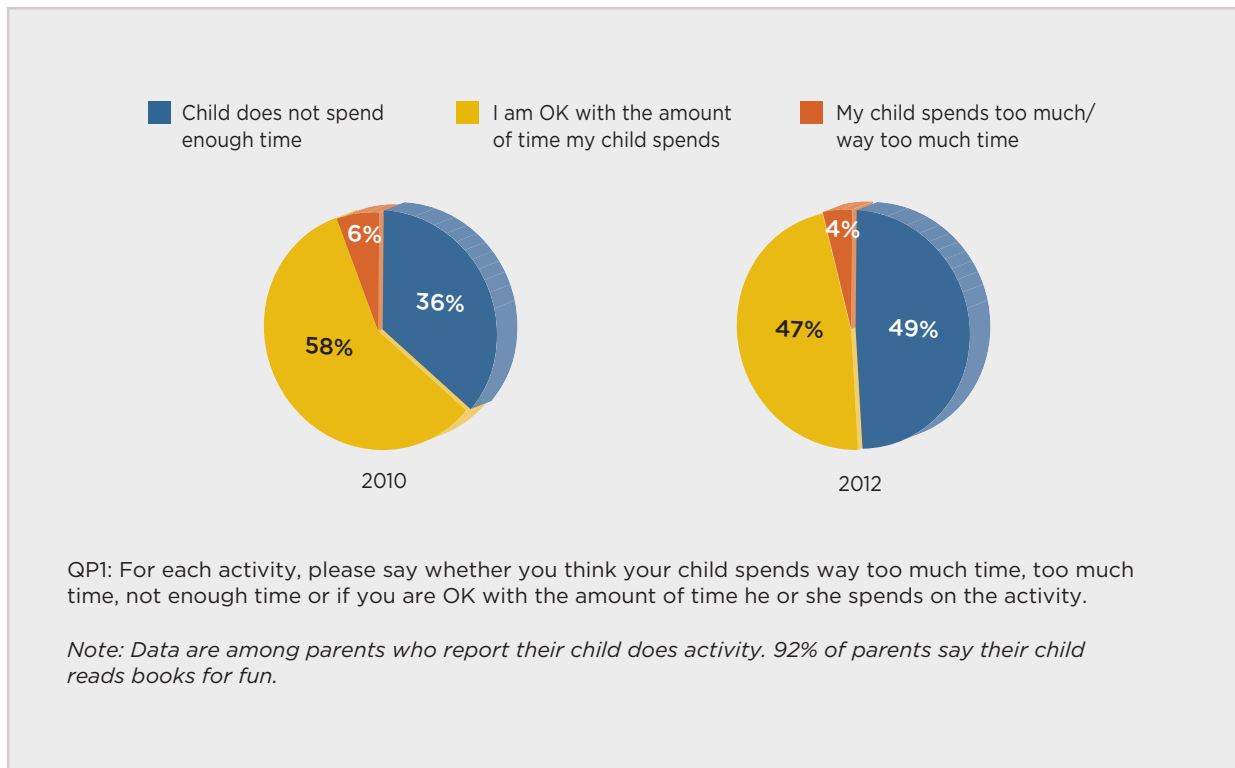 Child does not spend
enough time
I am OK with the amount
of time my child spends
My child spends too much/
way too much time
6%
36%
58%
2010
4%
47%
49%
2012
QP1: For each activity, please say whether you think your child spends way too much time, too much
time, not enough time or if you are OK with the amount of time he or she spends on the activity.
Note: Data are among parents who report their child does activity. 92% of parents say their child
reads books for fun.